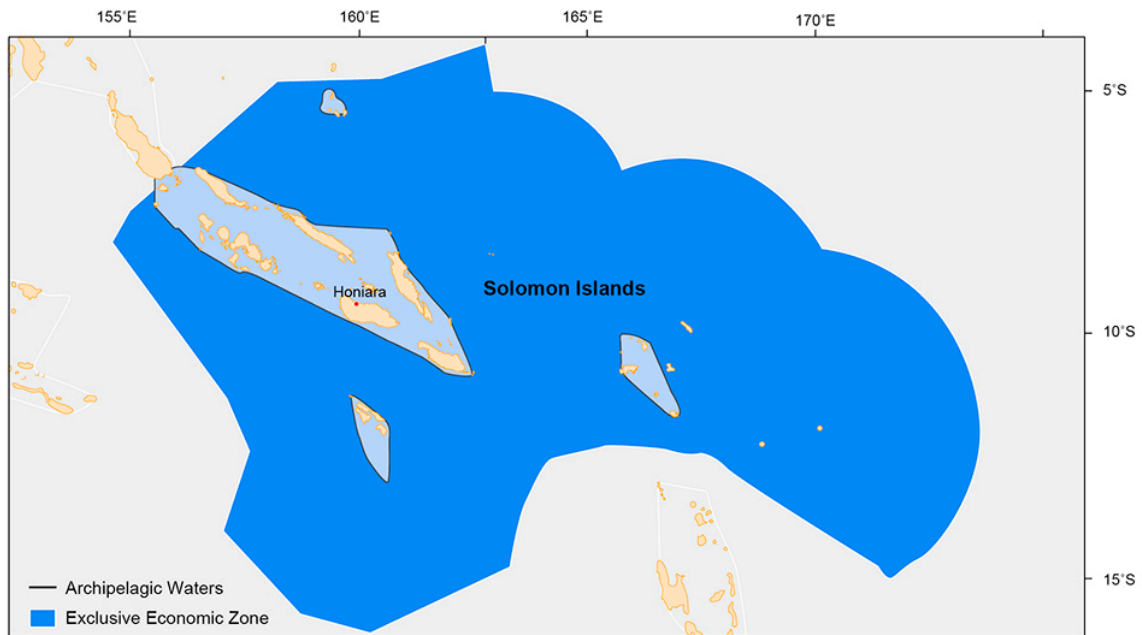 155°E
160°E
165°E
170°E
5°S
Honiara
Solomon Islands
10°S
Archipelagic Waters
15°S
Exclusive Economic Zone